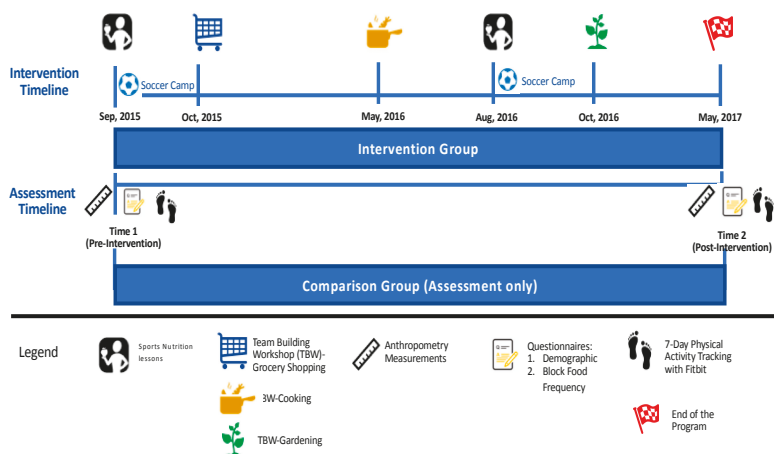 Intervention
Timeline
Soccer Camp
Soccer Camp
Sep, 2015
Oct, 2015
May, 2016
Aug, 2016
Oct, 2016
May, 2017
Intervention Group
Assessment
Timeline
Time 1
(Pre-Intervention)
Time 2
(Post-Intervention)
Comparison Group (Assessment only)
Legend
Sports Nutrition
lessons
Team Building
Workshop (TBW)-
Grocery Shopping
3W-Cooking
TBW-Gardening
Anthropometry
Measurements
Questionnaires:
1. Demographic
2. Block Food
Frequency
7-Day Physical
Activity Tracking
with Fitbit
End of the
Program